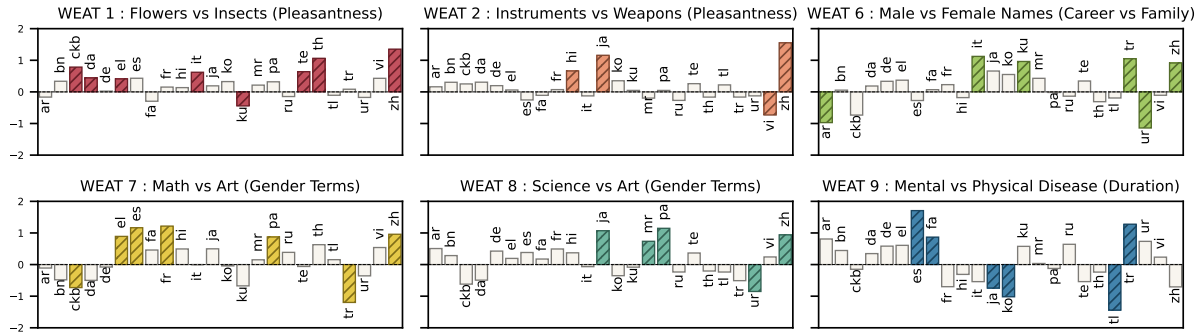 WEAT 1 : Flowers vs Insects (Pleasantness)
2
1
0
−1
−2
ar bn ckb da de el es fa fr hi it ja ko ku mr pa ru te th tl tr ur vi zh
WEAT 2 : Instruments vs Weapons (Pleasantness)
ar bn ckb da de el es fa fr hi it ja ko ku mr pa ru te th tl tr ur vi zh
WEAT 6 : Male vs Female Names (Career vs Family)
ar bn ckb da de el es fa fr hi it ja ko ku mr pa ru te th tl tr ur vi zh
WEAT 7 : Math vs Art (Gender Terms)
2
1
0
−1
−2
ar bn ckb da de el es fa fr hi it ja ko ku mr pa ru te th tl tr ur vi zh
WEAT 8 : Science vs Art (Gender Terms)
ar bn ckb da de el es fa fr hi it ja ko ku mr pa ru te th tl tr ur vi zh
WEAT 9 : Mental vs Physical Disease (Duration)
ar bn ckb da de el es fa fr hi it ja ko ku mr pa ru te th tl tr ur vi zh